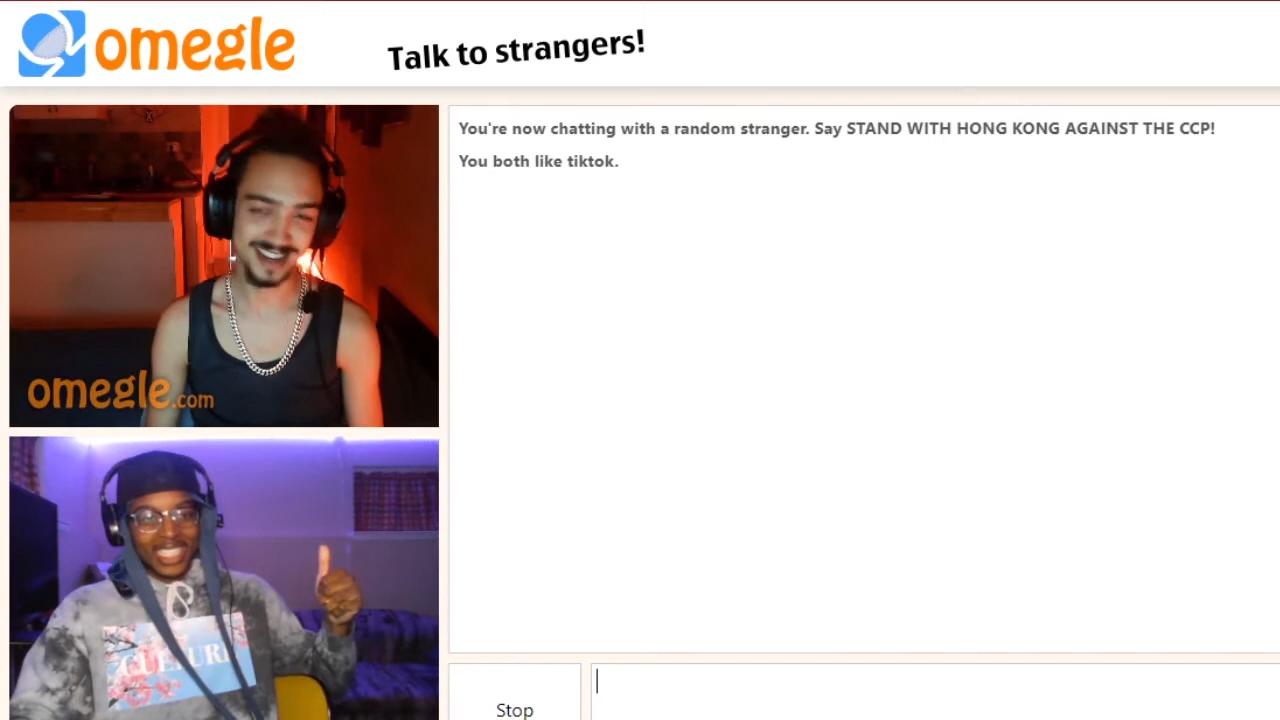 omegle
Talk to strangers!
You're now chatting with a random stranger. Say STAND WITH HONG KONG AGAINST THE CCP!
You both like tiktok.
omegle.com
CULTURE
Stop